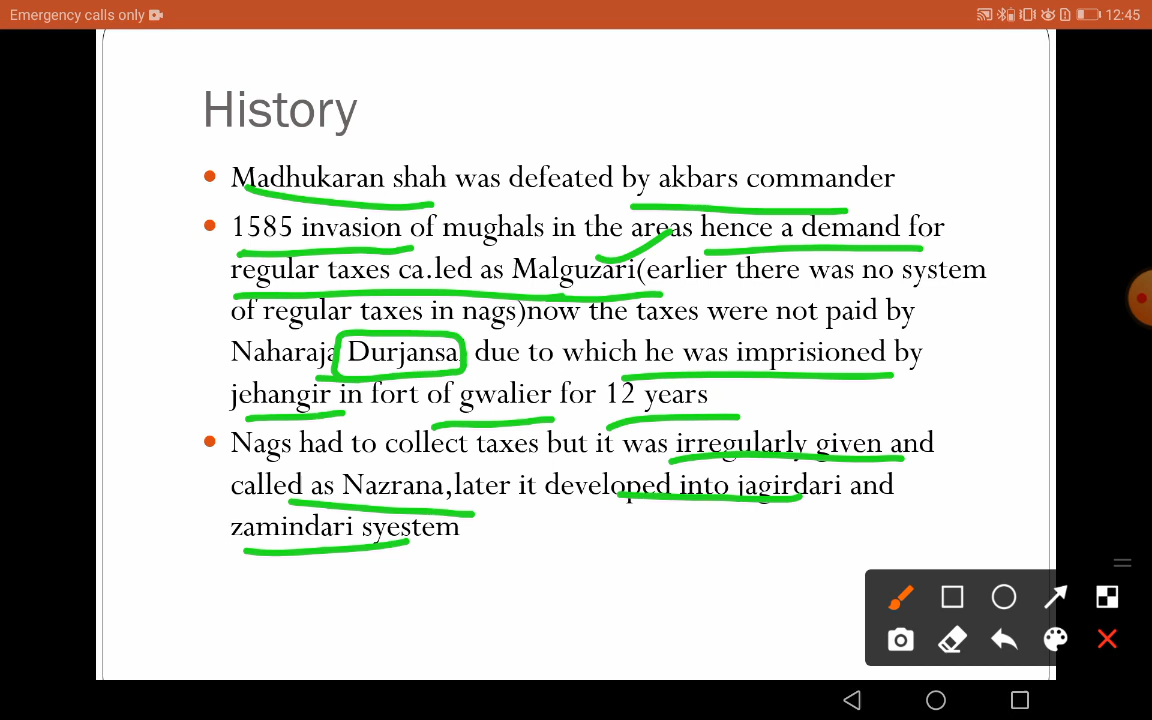 Emergency calls only
12:45
History
Madhukaran shah was defeated by akbars commander
1585 invasion of mughals in the areas hence a demand for
regular taxes ca.led as Malguzari(earlier there was no system
of regular taxes in nags)now the taxes were not paid by
Naharaja Durjansa due to which he was imprisioned by
jehangir in fort of gwalier for 12 years
Nags had to collect taxes but it was irregularly given and
called as Nazrana,later it developed into jagirdari and
zamindari syestem